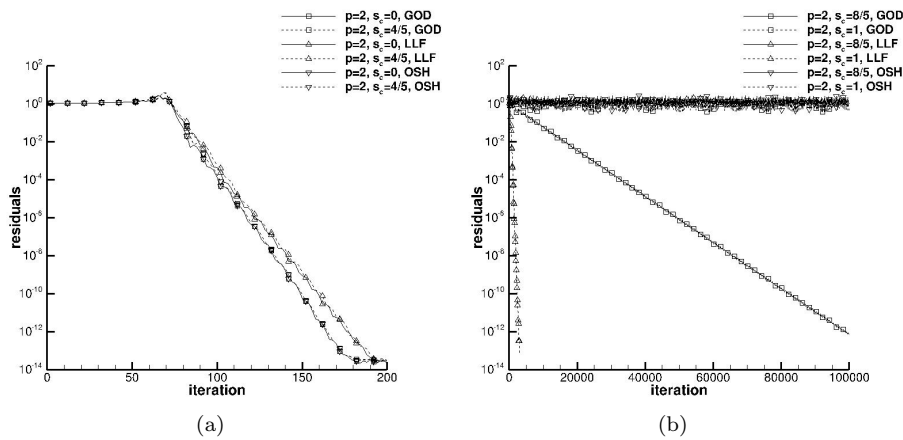 p=2, s_c=0, GOD
p=2, s_c=4/5, GOD
p=2, s_c=0, LLF
p=2, s_c=4/5, LLF
p=2, s_c=0, OSH
p=2, s_c=4/5, OSH
10^2
10^0
10^-2
10^-4
10^-6
10^-8
10^-10
10^-12
10^-14
residuals
0 50 100 150 200
iteration
(a)
p=2, s_c=8/5, GOD
p=2, s_c=1, GOD
p=2, s_c=8/5, LLF
p=2, s_c=1, LLF
p=2, s_c=8/5, OSH
p=2, s_c=1, OSH
10^2
10^0
10^-2
10^-4
10^-6
10^-8
10^-10
10^-12
10^-14
residuals
0 20000 40000 60000 80000 100000
iteration
(b)